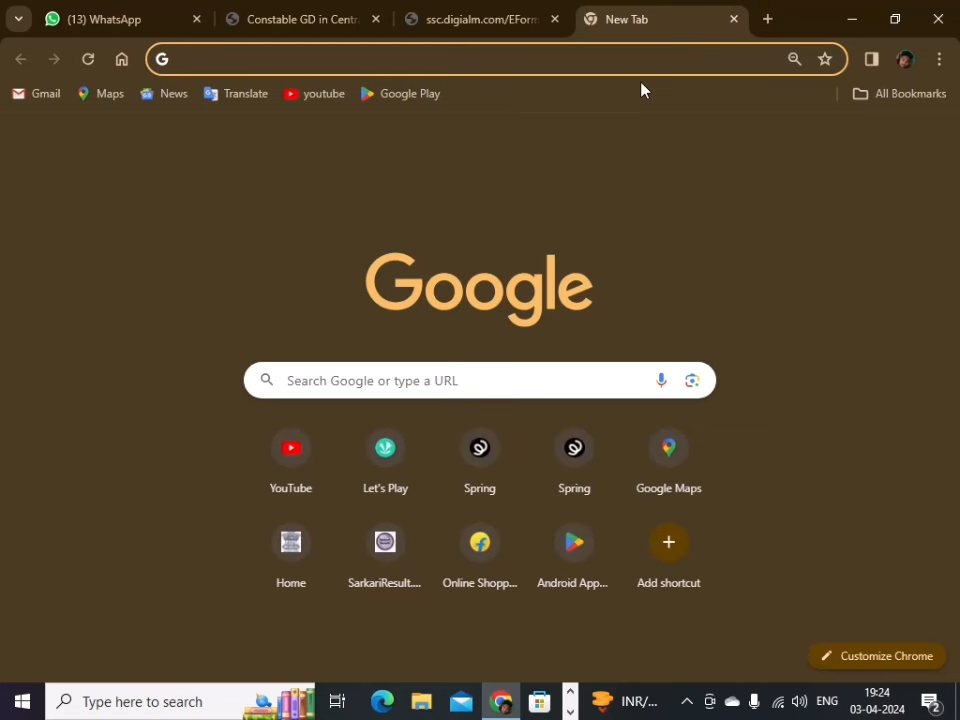 (13) WhatsApp
Constable GD in Centr
ssc.digialm.com/EForm
New Tab
Gmail
Maps
News
Translate
youtube
Google Play
All Bookmarks
Google
Search Google or type a URL
YouTube
Let's Play
Spring
Spring
Google Maps
Home
SarkariResult....
Online Shopp...
Android App...
Add shortcut
Customize Chrome
Type here to search
INR/...
ENG
19:24
03-04-2024
2